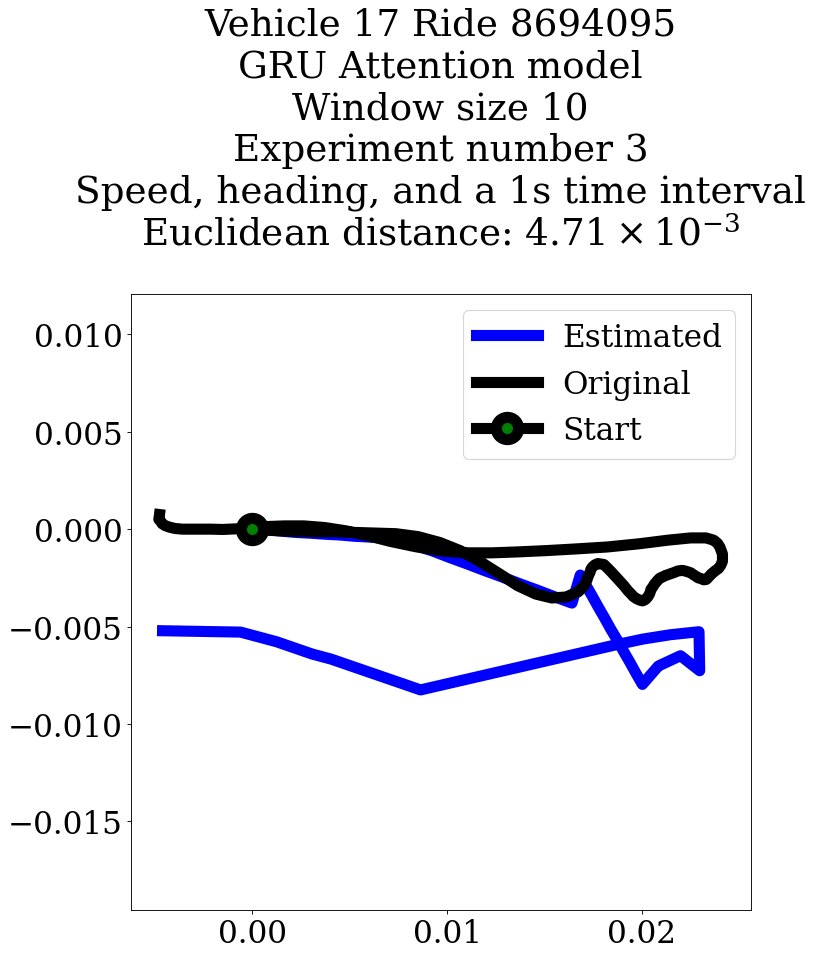 Vehicle 17 Ride 8694095
GRU Attention model
Window size 10
Experiment number 3
Speed, heading, and a 1s time interval
Euclidean distance: 4.71 × 10⁻³
Estimated
Original
Start
0.010
0.005
0.000
−0.005
−0.010
−0.015
0.00 0.01 0.02